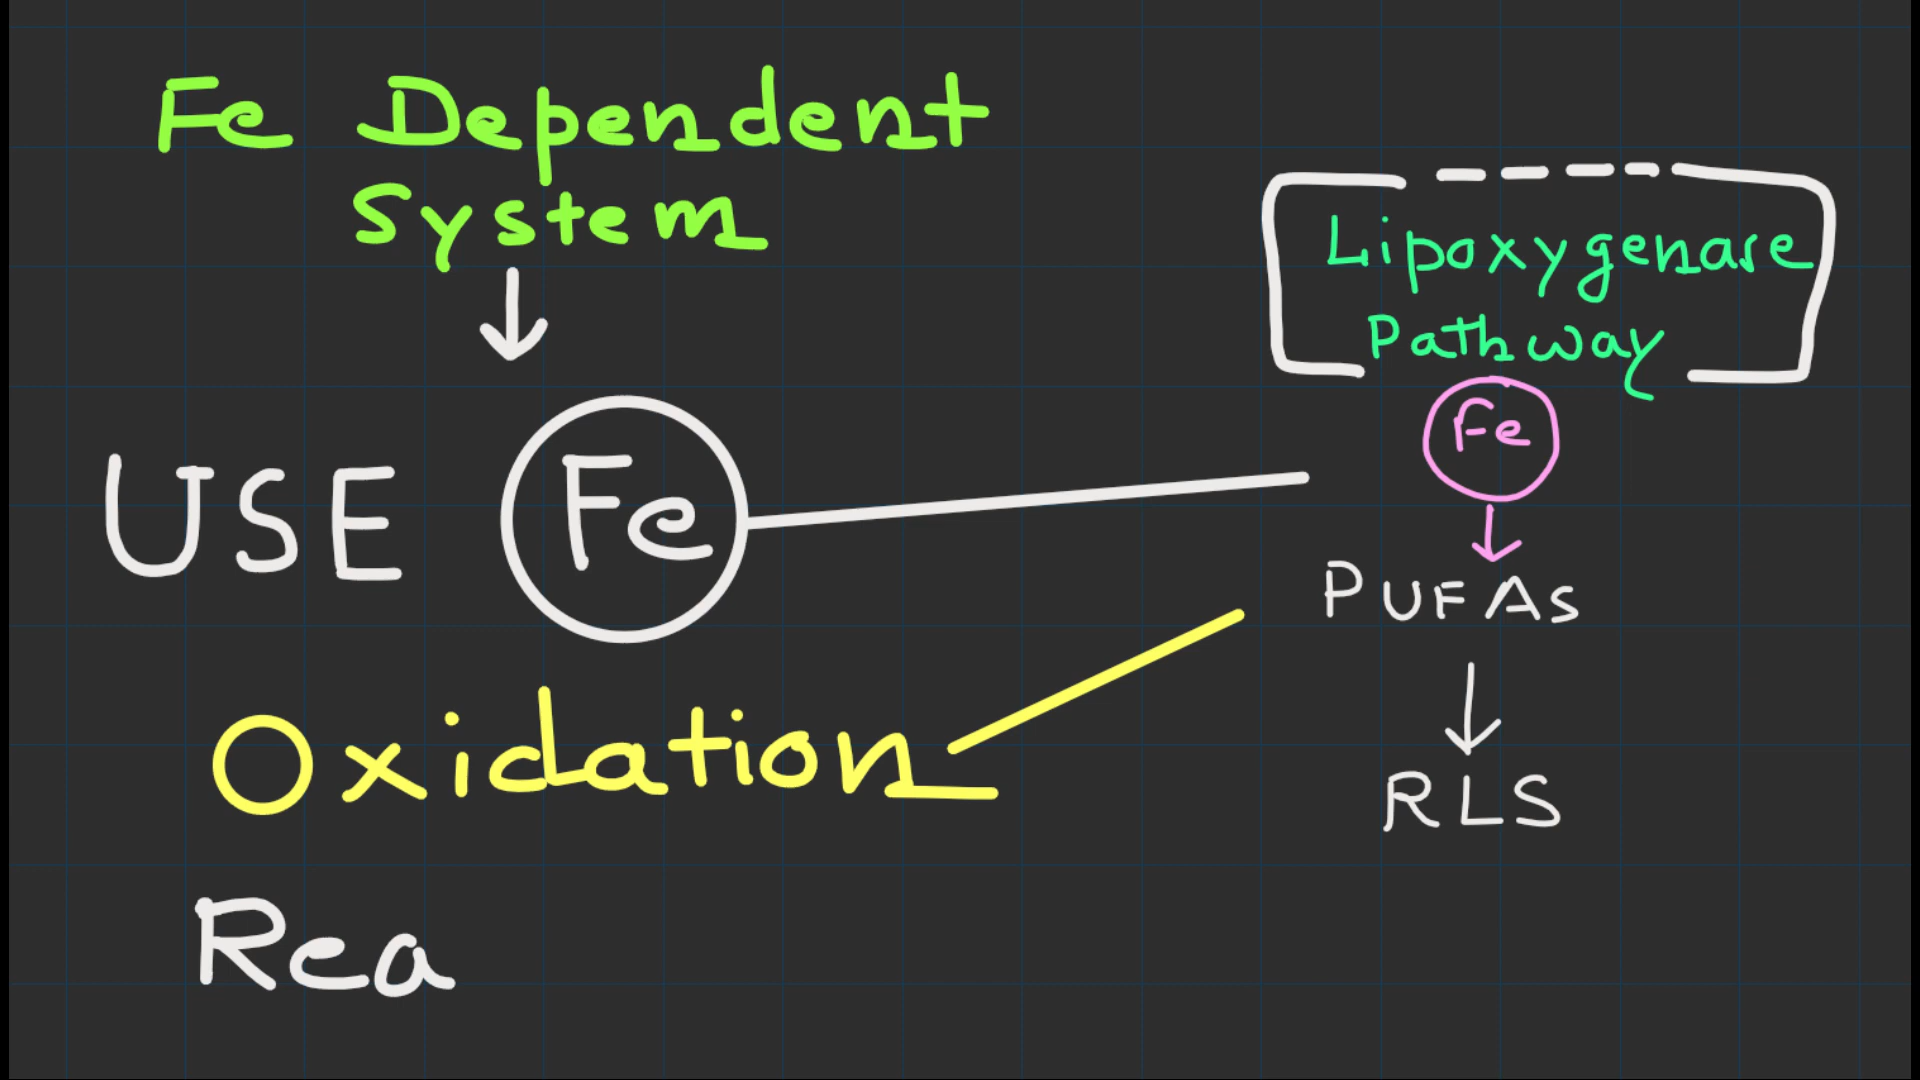 Fe Dependent
System
USE Fe
Oxidation
Rea
Lipoxygenase
Pathway
Fe
PUFAs
RLS